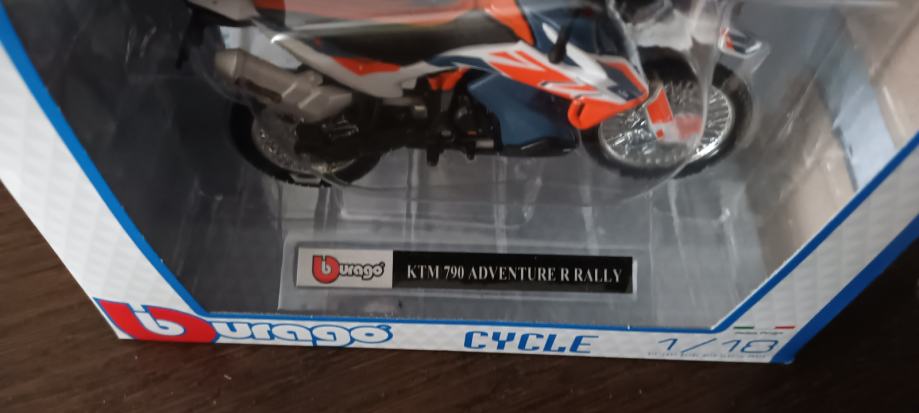 Burago KTM 790 ADVENTURE R RALLY
Burago CYCLE 1/18